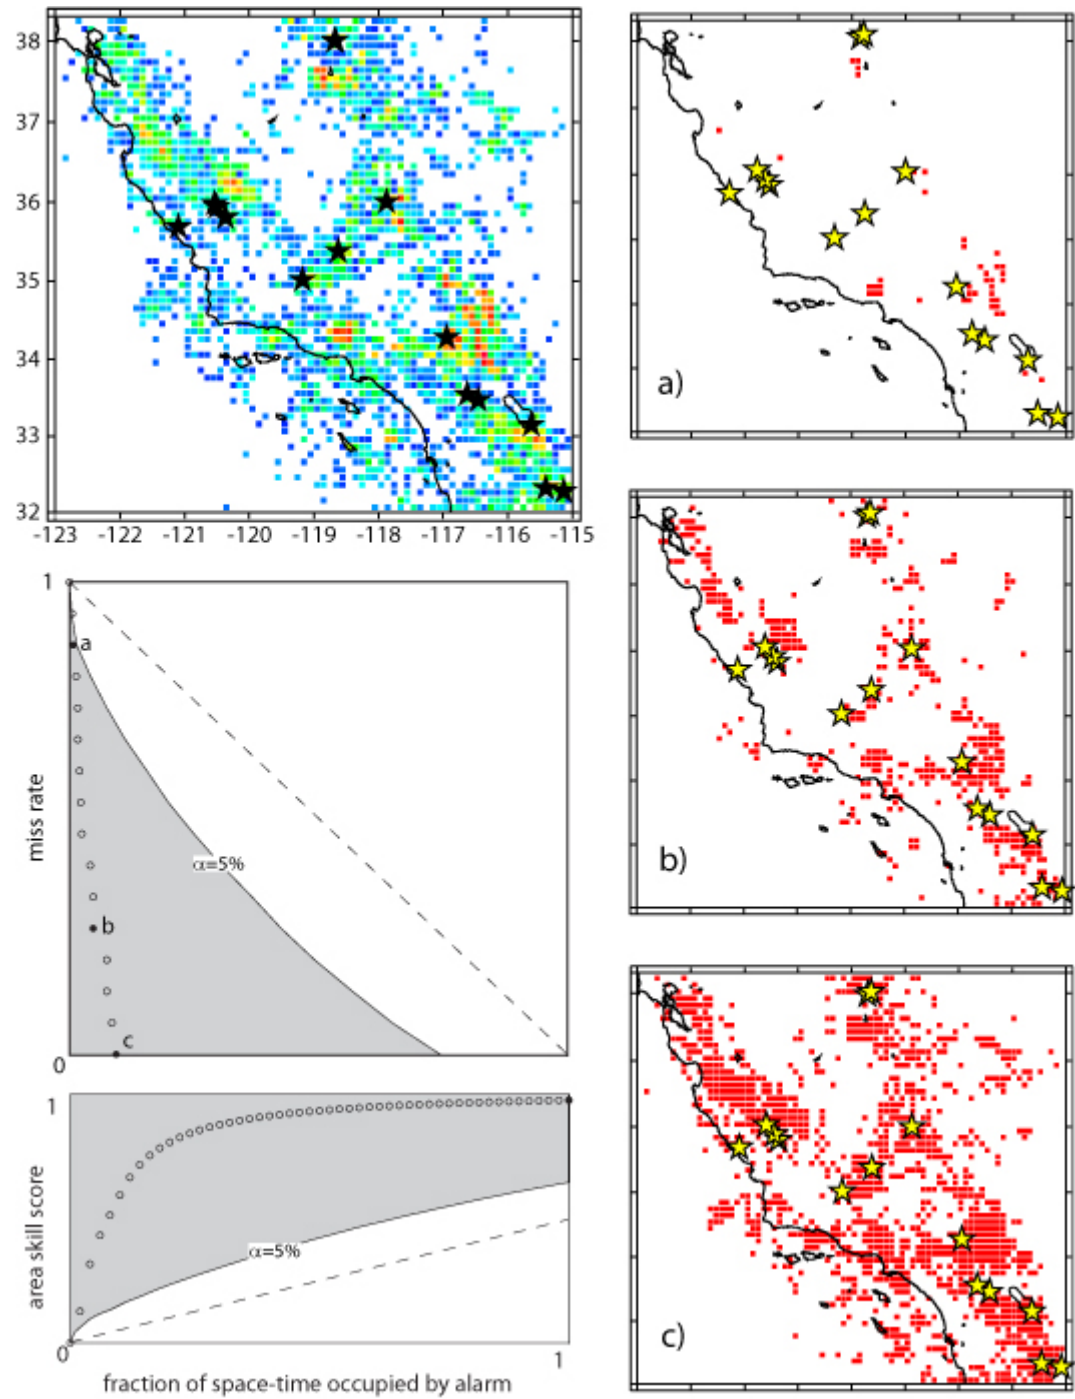 38
37
36
35
34
33
32
-123 -122 -121 -120 -119 -118 -117 -116 -115
a)
b)
c)
1
miss rate
a
α=5%
b
c
0
1
area skill score
α=5%
0
1
fraction of space-time occupied by alarm